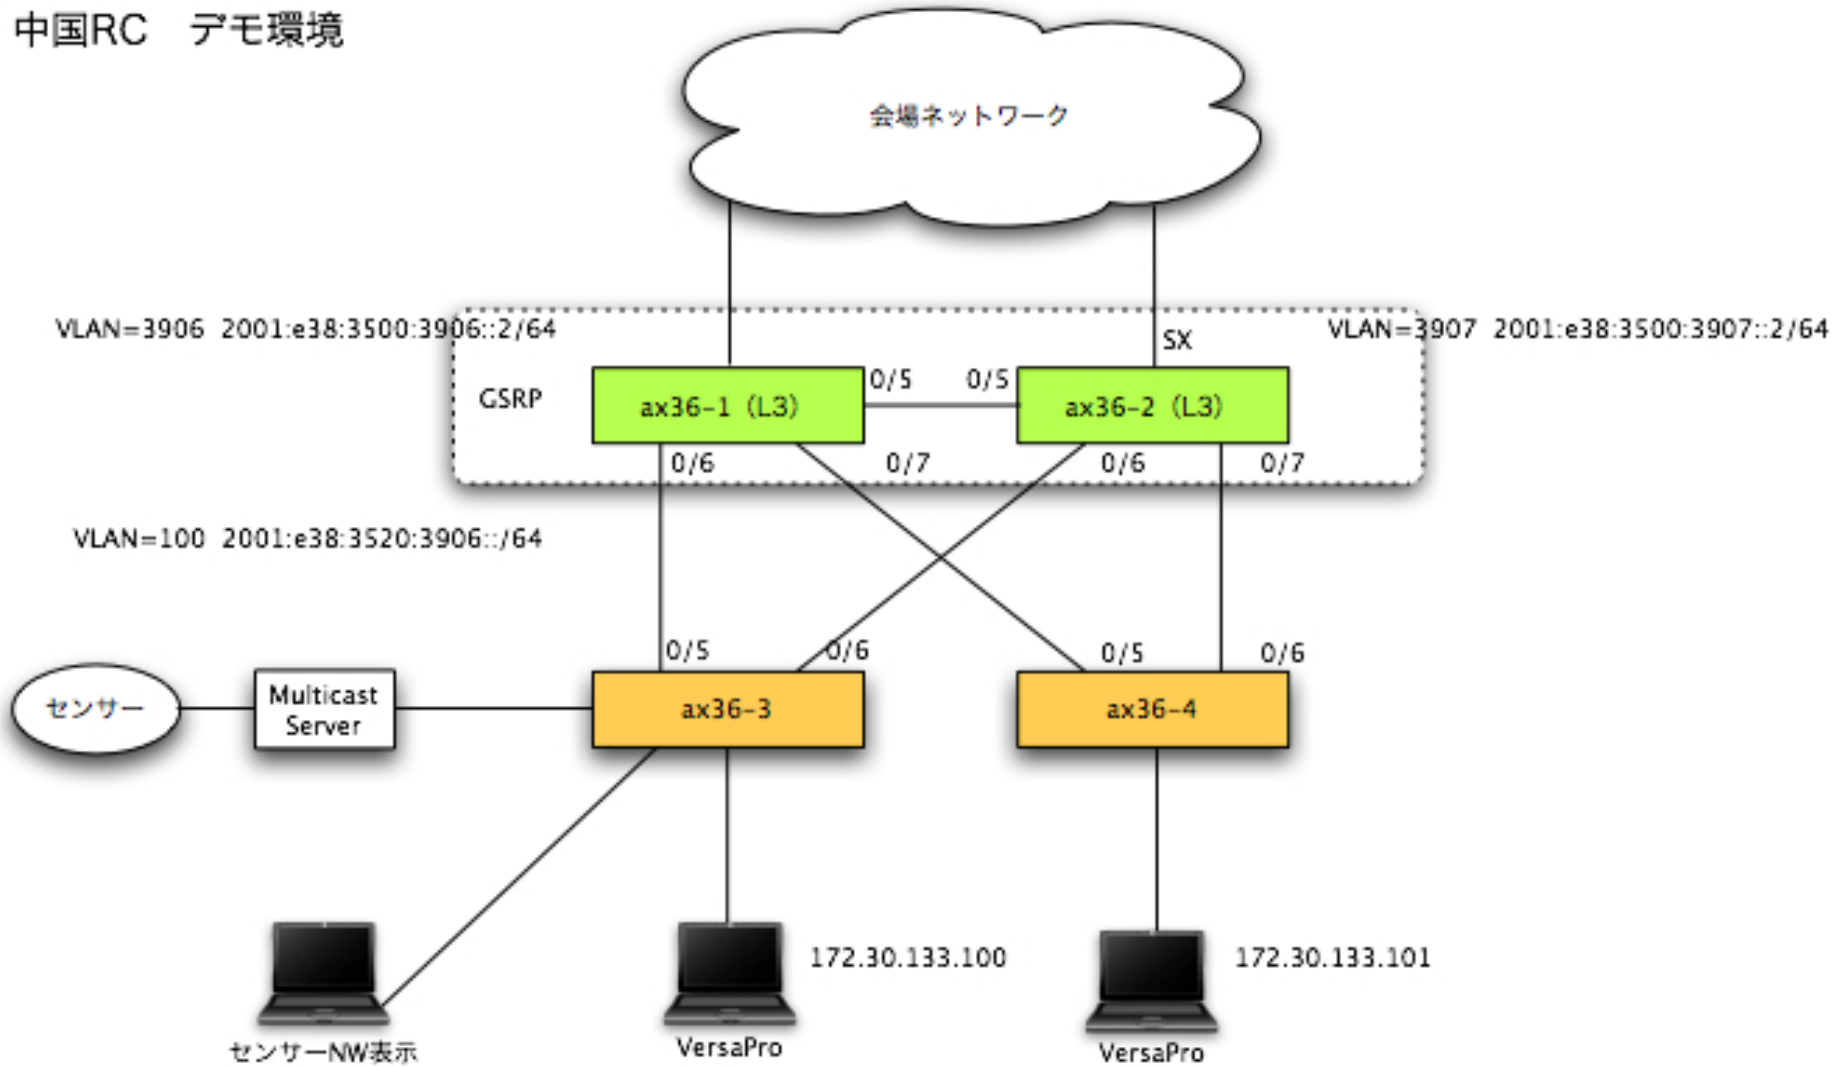 中国RC　デモ環境
会場ネットワーク
VLAN=3906 2001:e38:3500:3906::2/64
VLAN=3907 2001:e38:3500:3907::2/64
SX
GSRP
ax36-1（L3）
0/5
0/5
ax36-2（L3）
0/6
0/7
0/6
0/7
VLAN=100 2001:e38:3520:3906::/64
0/5
0/6
0/5
0/6
センサー
Multicast
Server
ax36-3
ax36-4
172.30.133.100
172.30.133.101
センサーNW表示
VersaPro
VersaPro